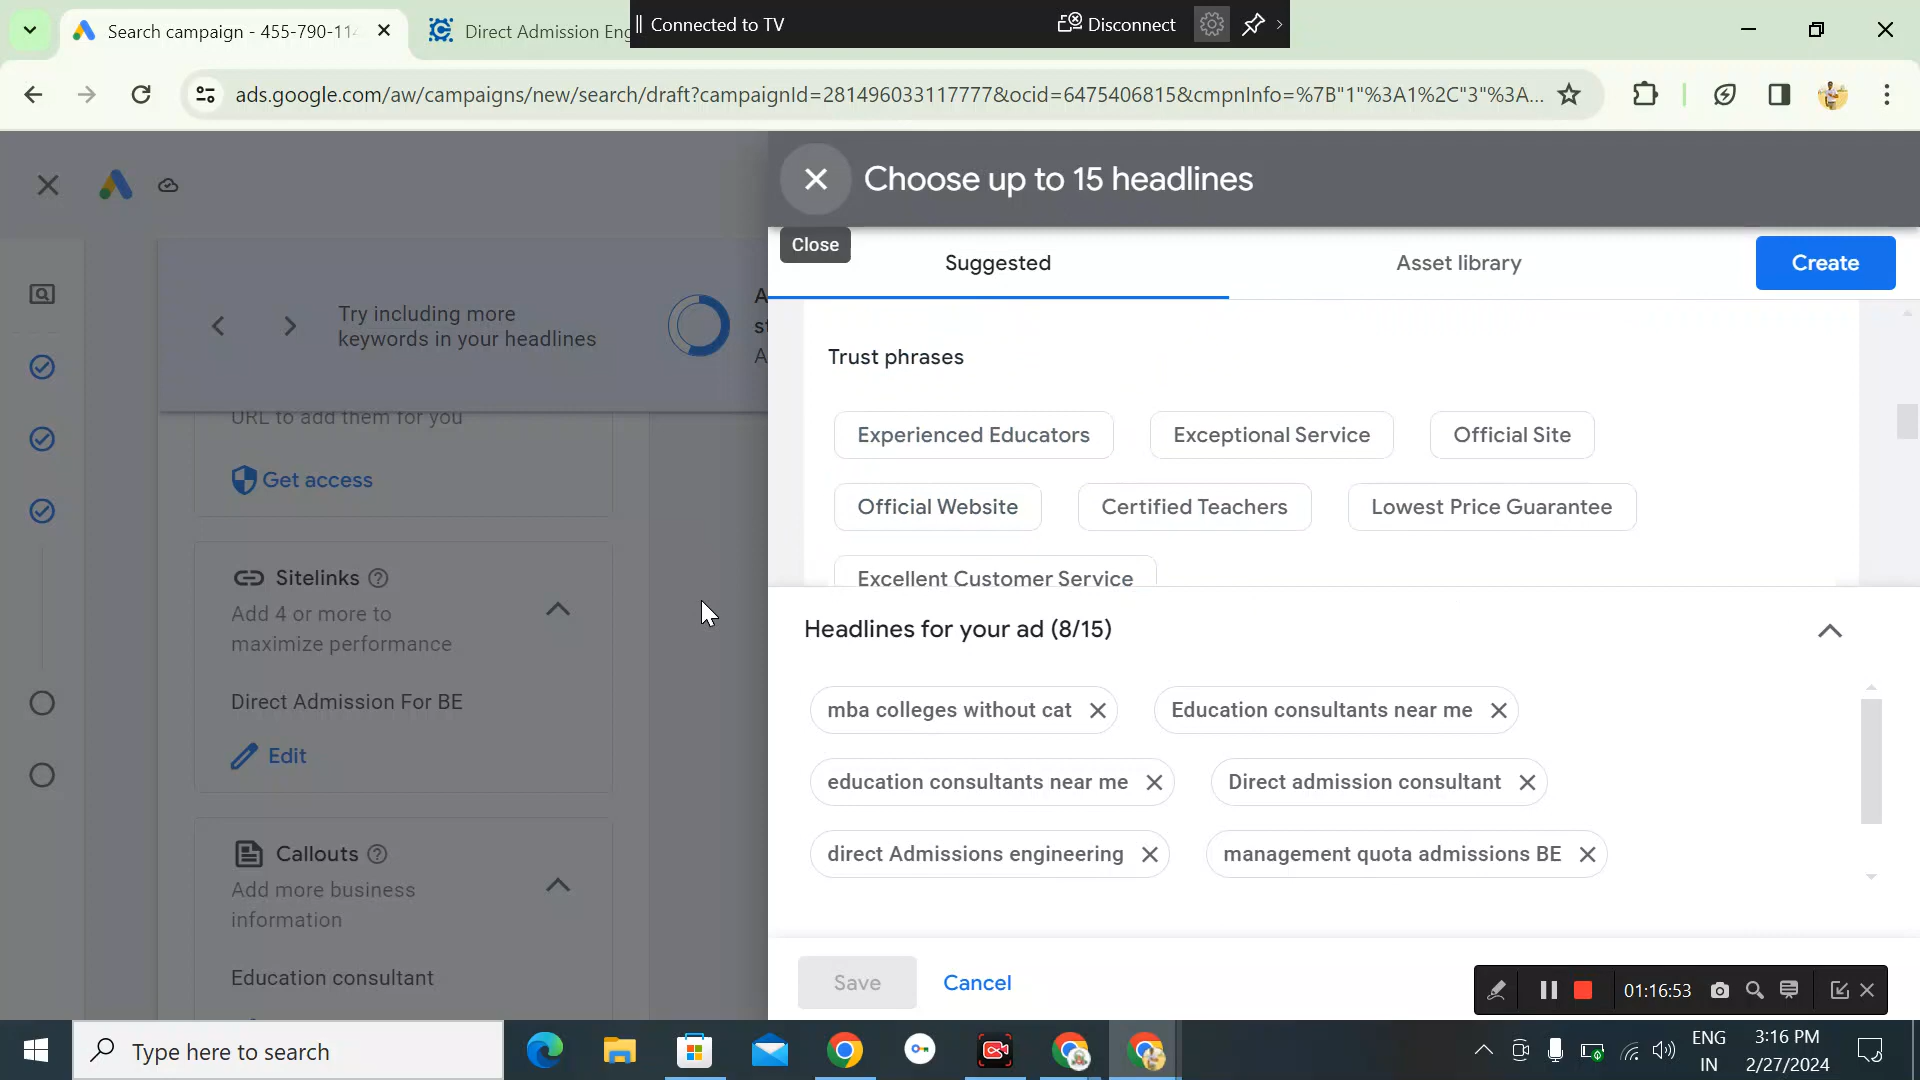 Search campaign - 455-790-114
Direct Admission Eng
Connected to TV
Disconnect
ads.google.com/aw/campaigns/new/search/draft?campaignId=281496033117777&ocid=6475406815&cmpnInfo=%7B"1"%3A1%2C"3"%3A...
Choose up to 15 headlines
Close
Suggested
Asset library
Create
Try including more
keywords in your headlines
URL to add them for you
Get access
Sitelinks
Add 4 or more to
maximize performance
Direct Admission For BE
Edit
Callouts
Add more business
information
Education consultant
Trust phrases
Experienced Educators
Exceptional Service
Official Site
Official Website
Certified Teachers
Lowest Price Guarantee
Excellent Customer Service
Headlines for your ad (8/15)
mba colleges without cat
Education consultants near me
education consultants near me
Direct admission consultant
direct Admissions engineering
management quota admissions BE
Save
Cancel
01:16:53
Type here to search
ENG
IN
3:16 PM
2/27/2024